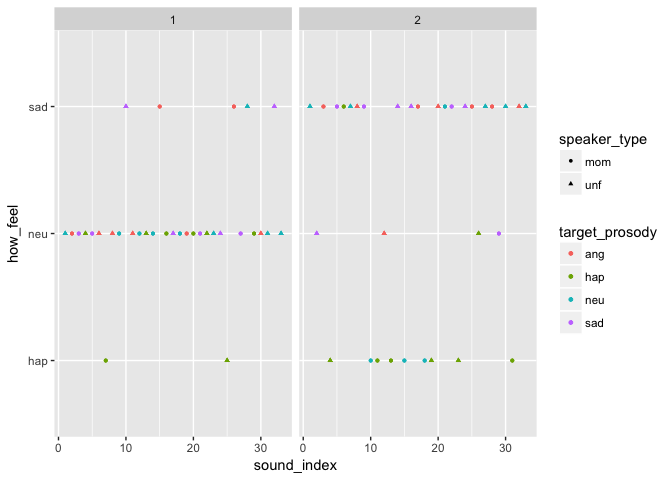 1 2
sad
neu
hap
how_feel
0 10 20 30 0 10 20 30
sound_index
speaker_type
mom
unf
target_prosody
ang
hap
neu
sad